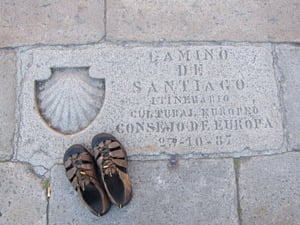 CAMINO
DE
SANTIAGO
ITINERARIO
CULTURAL EUROPEO
CONSEJO DE EUROPA
23-10-87